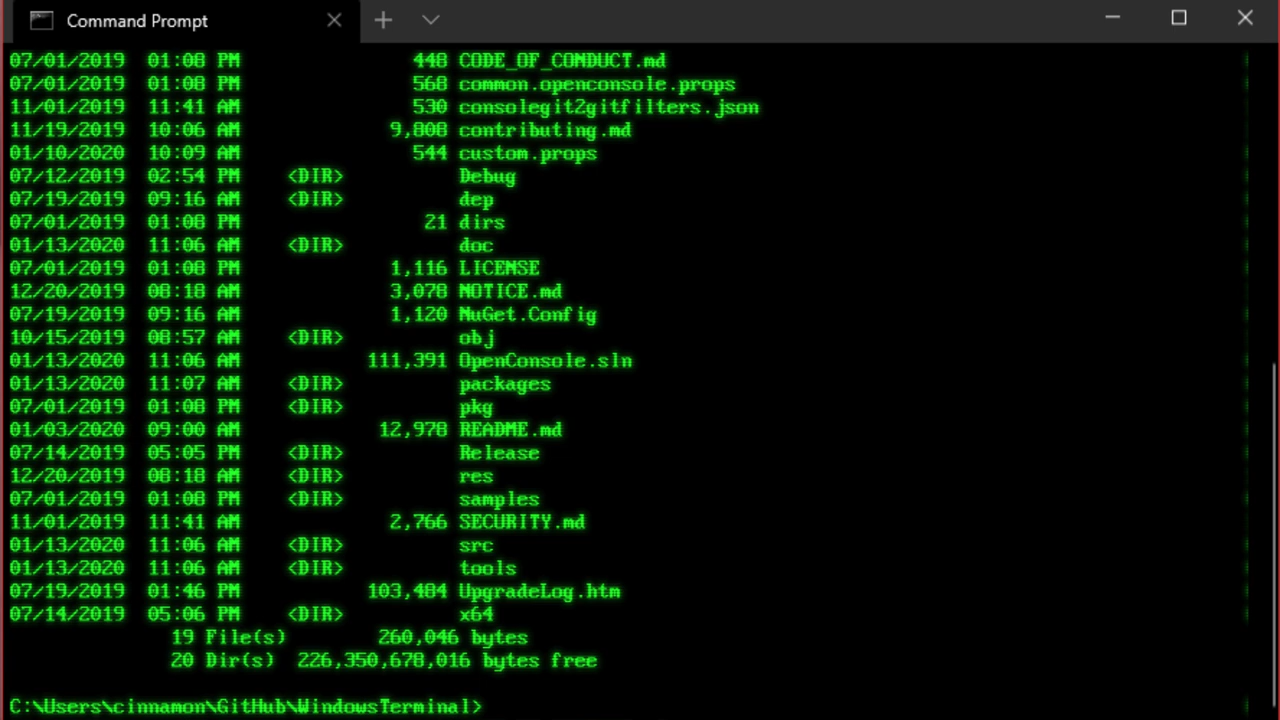 Command Prompt
07/01/2019  01:08 PM               448 CODE_OF_CONDUCT.md
07/01/2019  01:08 PM               568 common.openconsole.props
11/01/2019  11:41 AM               530 consolegit2gitfilters.json
11/19/2019  10:06 AM             9,808 contributing.md
01/10/2020  10:09 AM               544 custom.props
07/12/2019  02:54 PM    <DIR>          Debug
07/19/2019  09:16 AM    <DIR>          dep
07/01/2019  01:08 PM                21 dirs
01/13/2020  11:06 AM    <DIR>          doc
07/01/2019  01:08 PM             1,116 LICENSE
12/20/2019  08:18 AM             3,078 NOTICE.md
07/19/2019  09:16 AM             1,120 NuGet.Config
10/15/2019  08:57 AM    <DIR>          obj
01/13/2020  11:06 AM           111,391 OpenConsole.sln
01/13/2020  11:07 AM    <DIR>          packages
07/01/2019  01:08 PM    <DIR>          pkg
01/03/2020  09:00 AM            12,978 README.md
07/14/2019  05:05 PM    <DIR>          Release
12/20/2019  08:18 AM    <DIR>          res
07/01/2019  01:08 PM    <DIR>          samples
11/01/2019  11:41 AM             2,766 SECURITY.md
01/13/2020  11:06 AM    <DIR>          src
01/13/2020  11:06 AM    <DIR>          tools
07/19/2019  01:46 PM           103,484 UpgradeLog.htm
07/14/2019  05:06 PM    <DIR>          x64
              19 File(s)        260,046 bytes
              20 Dir(s)  226,350,678,016 bytes free
C:\Users\cinnamon\GitHub\WindowsTerminal>